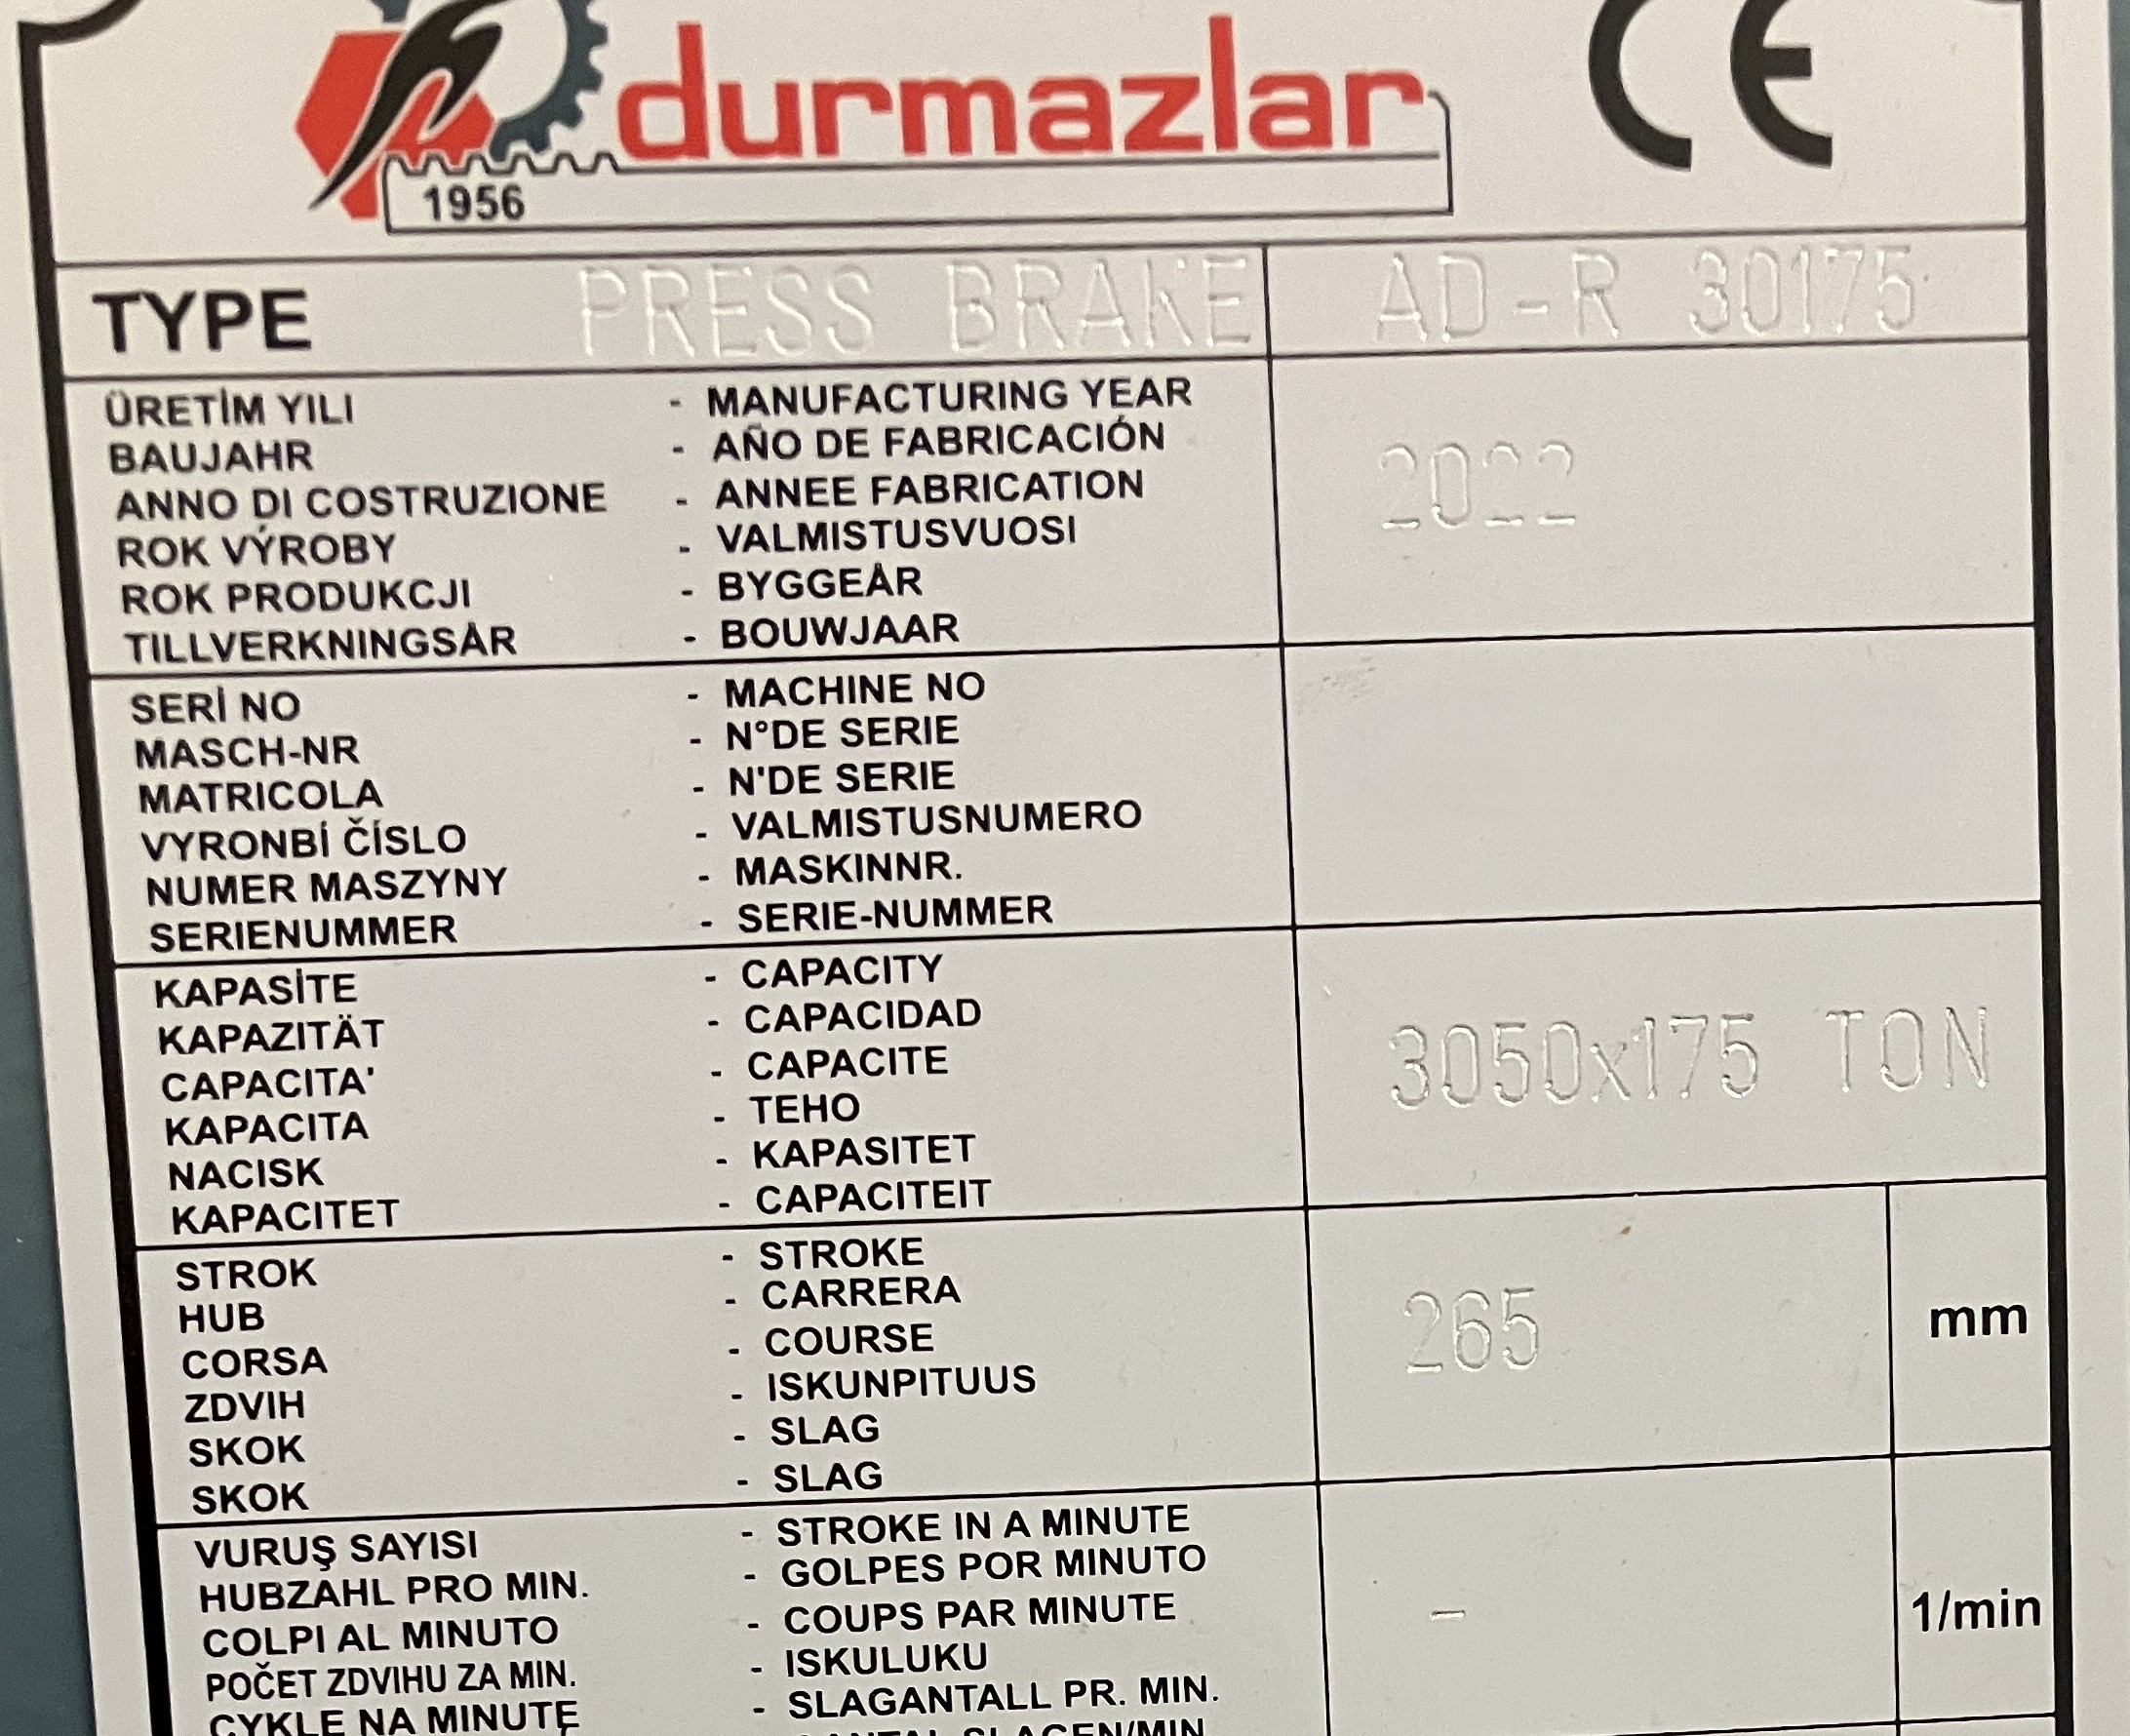 durmazlar
CE
1956
TYPE PRESS BRAKE AD-R 30175
ÜRETİM YILI - MANUFACTURING YEAR
BAUJAHR - AÑO DE FABRICACIÓN
ANNO DI COSTRUZIONE - ANNEE FABRICATION
ROK VÝROBY - VALMISTUSVUOSI
ROK PRODUKCJI - BYGGEÅR
TILLVERKNINGSÅR - BOUWJAAR
2022
SERİ NO - MACHINE NO
MASCH-NR - N°DE SERIE
MATRICOLA - N'DE SERIE
VYRONBÍ ČÍSLO - VALMISTUSNUMERO
NUMER MASZYNY - MASKINNR.
SERIENUMMER - SERIE-NUMMER
KAPASİTE - CAPACITY
KAPAZITÄT - CAPACIDAD
CAPACITA' - CAPACITE
KAPACITA - TEHO
NACISK - KAPASITET
KAPACITET - CAPACITEIT
3050x175 TON
STROK - STROKE
HUB - CARRERA
CORSA - COURSE
ZDVIH - ISKUNPITUUS
SKOK - SLAG
SKOK - SLAG
265 mm
VURUŞ SAYISI - STROKE IN A MINUTE
HUBZAHL PRO MIN. - GOLPES POR MINUTO
COLPI AL MINUTO - COUPS PAR MINUTE
POČET ZDVIHU ZA MIN. - ISKULUKU
CYKLE NA MINUTĘ - SLAGANTALL PR. MIN.
- 1/min